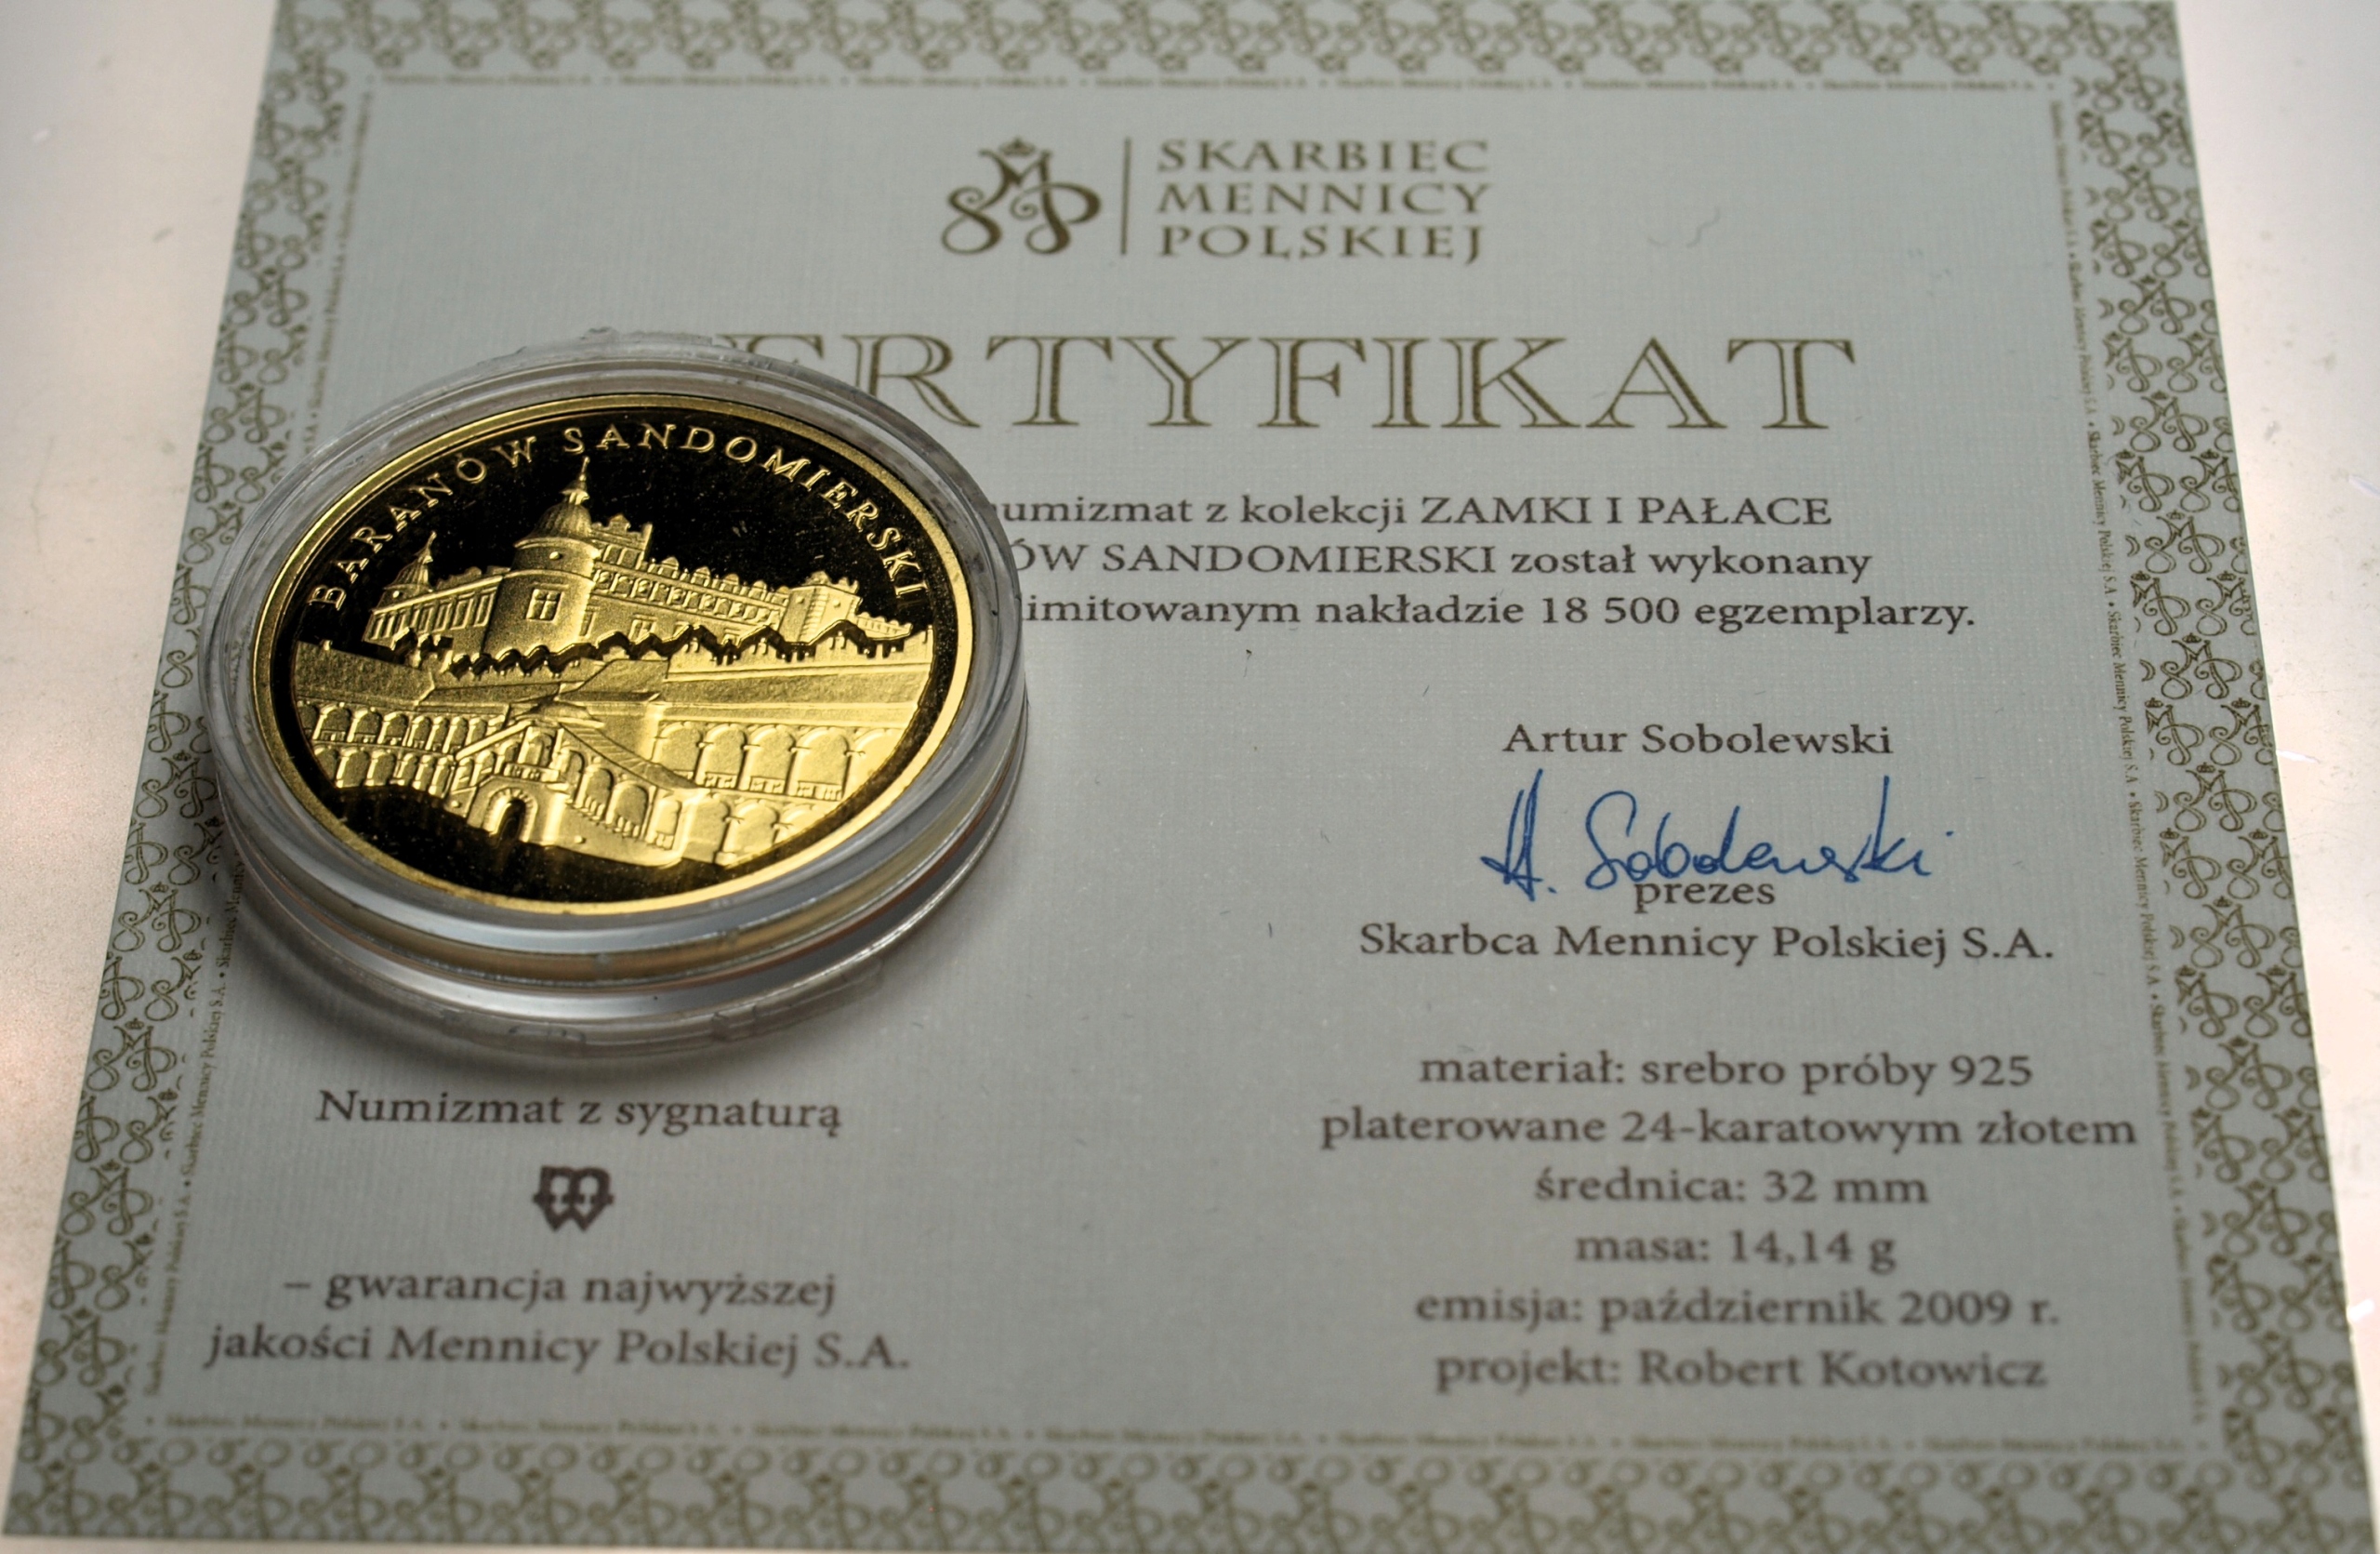 SKARBIEC
MENNICY
POLSKIEJ
ERTYFIKAT
BARANÓW SANDOMIERSKI
numizmat z kolekcji ZAMKI I PAŁACE
ÓW SANDOMIERSKI został wykonany
limitowanym nakładzie 18 500 egzemplarzy.
Artur Sobolewski
A. Sobolewski
prezes
Skarbca Mennicy Polskiej S.A.
Numizmat z sygnaturą
– gwarancja najwyższej
jakości Mennicy Polskiej S.A.
materiał: srebro próby 925
platerowane 24-karatowym złotem
średnica: 32 mm
masa: 14,14 g
emisja: październik 2009 r.
projekt: Robert Kotowicz